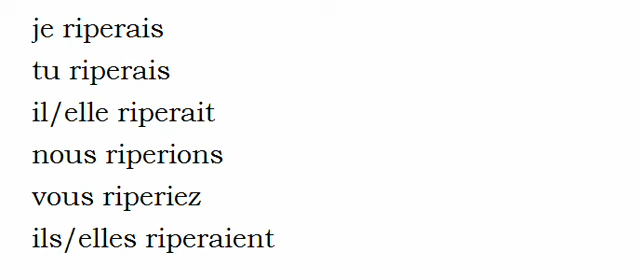 je riperais
tu riperais
il/elle riperait
nous riperions
vous riperiez
ils/elles riperaient